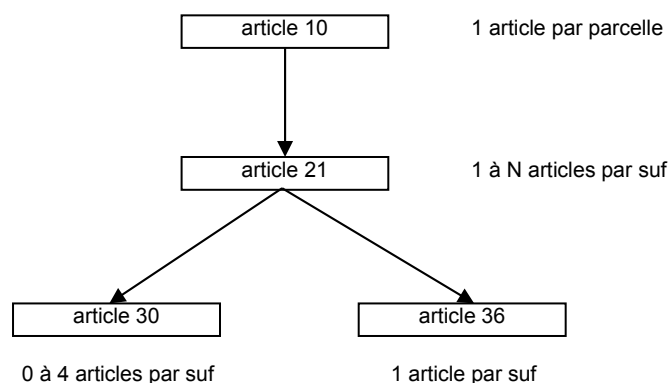 article 10
1 article par parcelle
article 21
1 à N articles par suf
article 30
article 36
0 à 4 articles par suf
1 article par suf